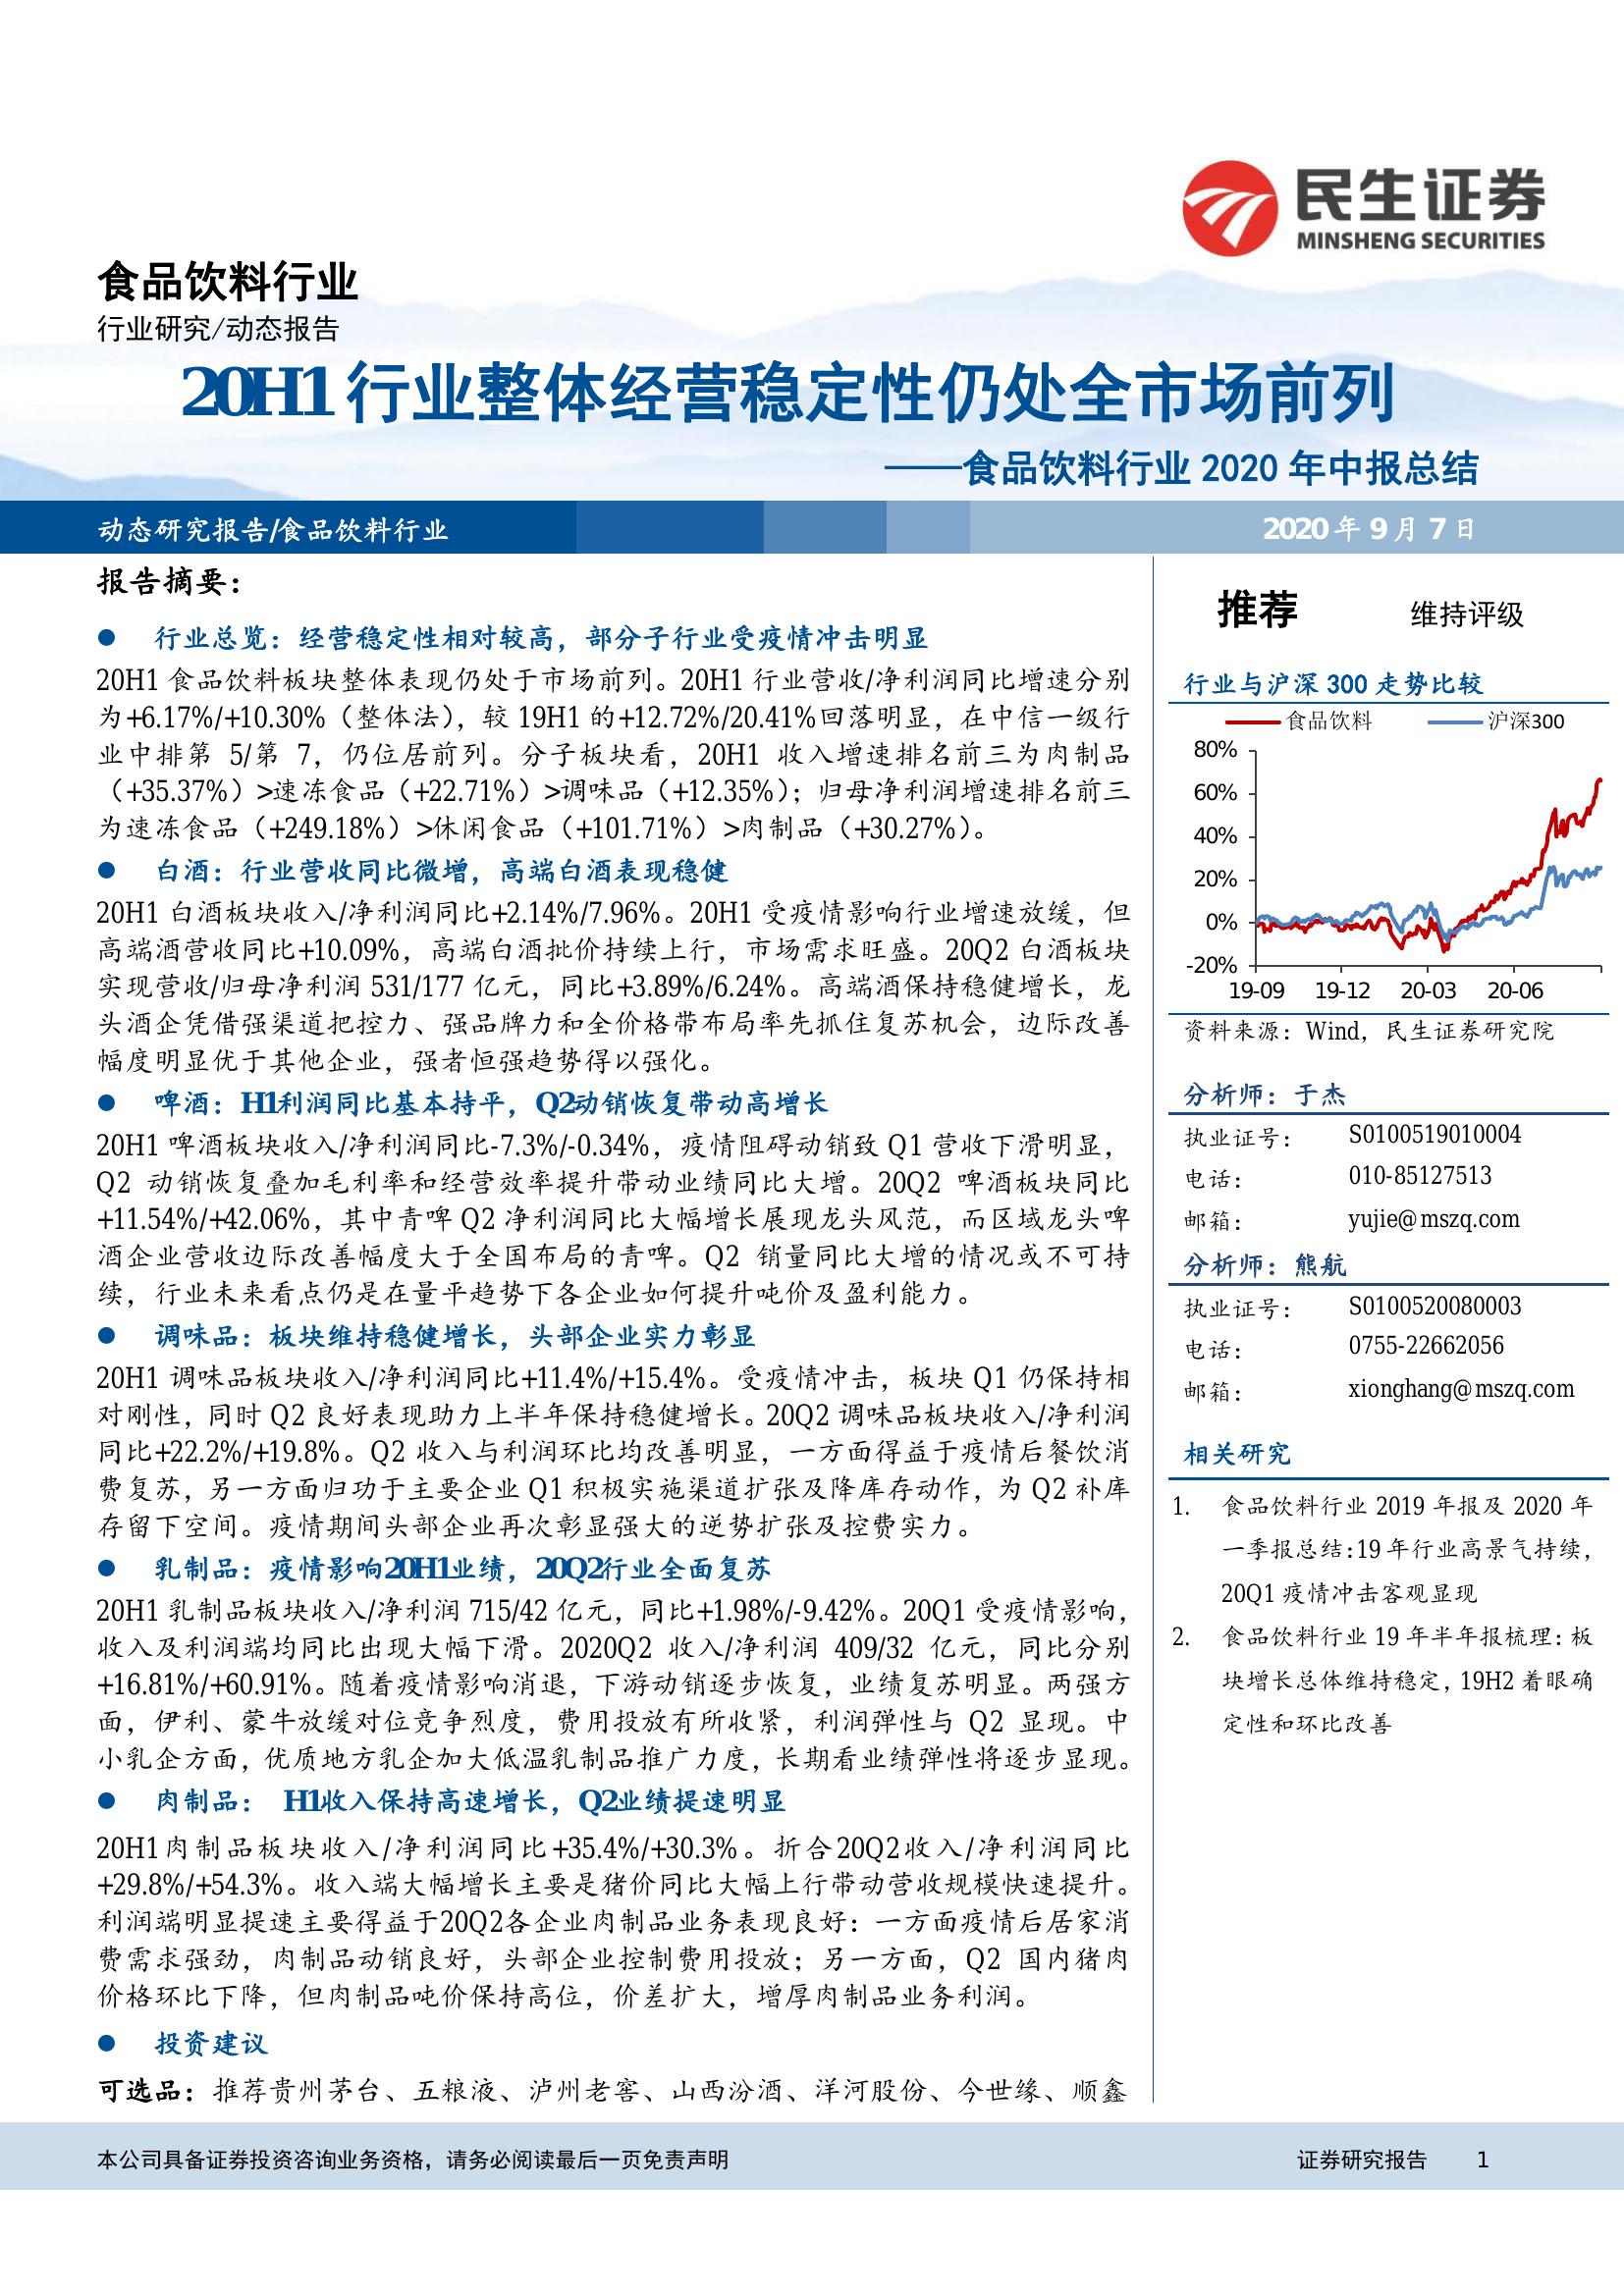 民生证券
MINSHENG SECURITIES
食品饮料行业
行业研究/动态报告
20H1 行业整体经营稳定性仍处全市场前列
——食品饮料行业 2020 年中报总结
动态研究报告/食品饮料行业
2020 年 9 月 7 日
报告摘要：
● 行业总览：经营稳定性相对较高，部分子行业受疫情冲击明显
20H1 食品饮料板块整体表现仍处于市场前列。20H1 行业营收/净利润同比增速分别
为+6.17%/+10.30%（整体法），较 19H1 的+12.72%/20.41%回落明显，在中信一级行
业中排第 5/第 7，仍位居前列。分子板块看，20H1 收入增速排名前三为肉制品
（+35.37%）>速冻食品（+22.71%）>调味品（+12.35%）；归母净利润增速排名前三
为速冻食品（+249.18%）>休闲食品（+101.71%）>肉制品（+30.27%）。
● 白酒：行业营收同比微增，高端白酒表现稳健
20H1 白酒板块收入/净利润同比+2.14%/7.96%。20H1 受疫情影响行业增速放缓，但
高端酒营收同比+10.09%，高端白酒批价持续上行，市场需求旺盛。20Q2 白酒板块
实现营收/归母净利润 531/177 亿元，同比+3.89%/6.24%。高端酒保持稳健增长，龙
头酒企凭借强渠道把控力、强品牌力和全价格带布局率先抓住复苏机会，边际改善
幅度明显优于其他企业，强者恒强趋势得以强化。
● 啤酒：H1利润同比基本持平，Q2动销恢复带动高增长
20H1 啤酒板块收入/净利润同比-7.3%/-0.34%，疫情阻碍动销致 Q1 营收下滑明显，
Q2 动销恢复叠加毛利率和经营效率提升带动业绩同比大增。20Q2 啤酒板块同比
+11.54%/+42.06%，其中青啤 Q2 净利润同比大幅增长展现龙头风范，而区域龙头啤
酒企业营收边际改善幅度大于全国布局的青啤。Q2 销量同比大增的情况或不可持
续，行业未来看点仍是在量平趋势下各企业如何提升吨价及盈利能力。
● 调味品：板块维持稳健增长，头部企业实力彰显
20H1 调味品板块收入/净利润同比+11.4%/+15.4%。受疫情冲击，板块 Q1 仍保持相
对刚性，同时 Q2 良好表现助力上半年保持稳健增长。20Q2 调味品板块收入/净利润
同比+22.2%/+19.8%。Q2 收入与利润环比均改善明显，一方面得益于疫情后餐饮消
费复苏，另一方面归功于主要企业 Q1 积极实施渠道扩张及降库存动作，为 Q2 补库
存留下空间。疫情期间头部企业再次彰显强大的逆势扩张及控费实力。
● 乳制品：疫情影响20H1业绩，20Q2行业全面复苏
20H1 乳制品板块收入/净利润 715/42 亿元，同比+1.98%/-9.42%。20Q1 受疫情影响，
收入及利润端均同比出现大幅下滑。2020Q2 收入/净利润 409/32 亿元，同比分别
+16.81%/+60.91%。随着疫情影响消退，下游动销逐步恢复，业绩复苏明显。两强方
面，伊利、蒙牛放缓对位竞争烈度，费用投放有所收紧，利润弹性与 Q2 显现。中
小乳企方面，优质地方乳企加大低温乳制品推广力度，长期看业绩弹性将逐步显现。
● 肉制品： H1收入保持高速增长，Q2业绩提速明显
20H1肉制品板块收入/净利润同比+35.4%/+30.3%。折合20Q2收入/净利润同比
+29.8%/+54.3%。收入端大幅增长主要是猪价同比大幅上行带动营收规模快速提升。
利润端明显提速主要得益于20Q2各企业肉制品业务表现良好：一方面疫情后居家消
费需求强劲，肉制品动销良好，头部企业控制费用投放；另一方面，Q2 国内猪肉
价格环比下降，但肉制品吨价保持高位，价差扩大，增厚肉制品业务利润。
● 投资建议
可选品：推荐贵州茅台、五粮液、泸州老窖、山西汾酒、洋河股份、今世缘、顺鑫
推荐 维持评级
行业与沪深 300 走势比较
食品饮料 沪深300
80%
60%
40%
20%
0%
-20%
19-09 19-12 20-03 20-06
资料来源：Wind，民生证券研究院
分析师：于杰
执业证号： S0100519010004
电话： 010-85127513
邮箱： yujie@mszq.com
分析师：熊航
执业证号： S0100520080003
电话： 0755-22662056
邮箱： xionghang@mszq.com
相关研究
1. 食品饮料行业 2019 年报及 2020 年
一季报总结：19 年行业高景气持续，
20Q1 疫情冲击客观显现
2. 食品饮料行业 19 年半年报梳理：板
块增长总体维持稳定，19H2 着眼确
定性和环比改善
本公司具备证券投资咨询业务资格，请务必阅读最后一页免责声明
证券研究报告 1